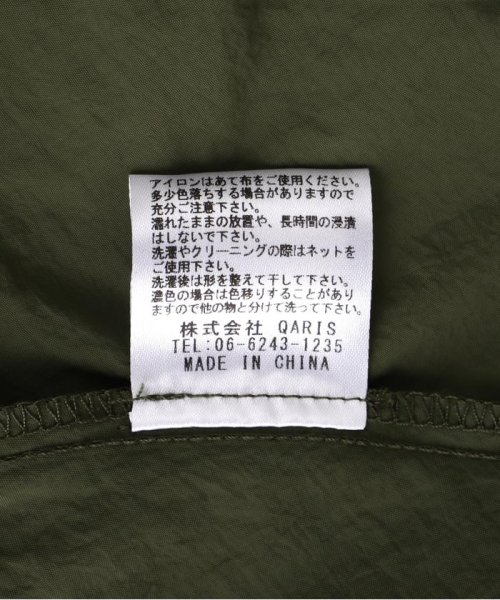 アイロンはあて布をご使用ください。
多少色落ちする場合がありますので
充分ご注意下さい。
濡れたままの放置や、長時間の浸漬
はしないで下さい。
洗濯やクリーニングの際はネットを
ご使用下さい。
洗濯後は形を整えて干して下さい。
濃色の場合は色移りすることがあり
ますので他の物と分けて洗って下さい。
株式会社 QARIS
TEL:06-6243-1235
MADE IN CHINA